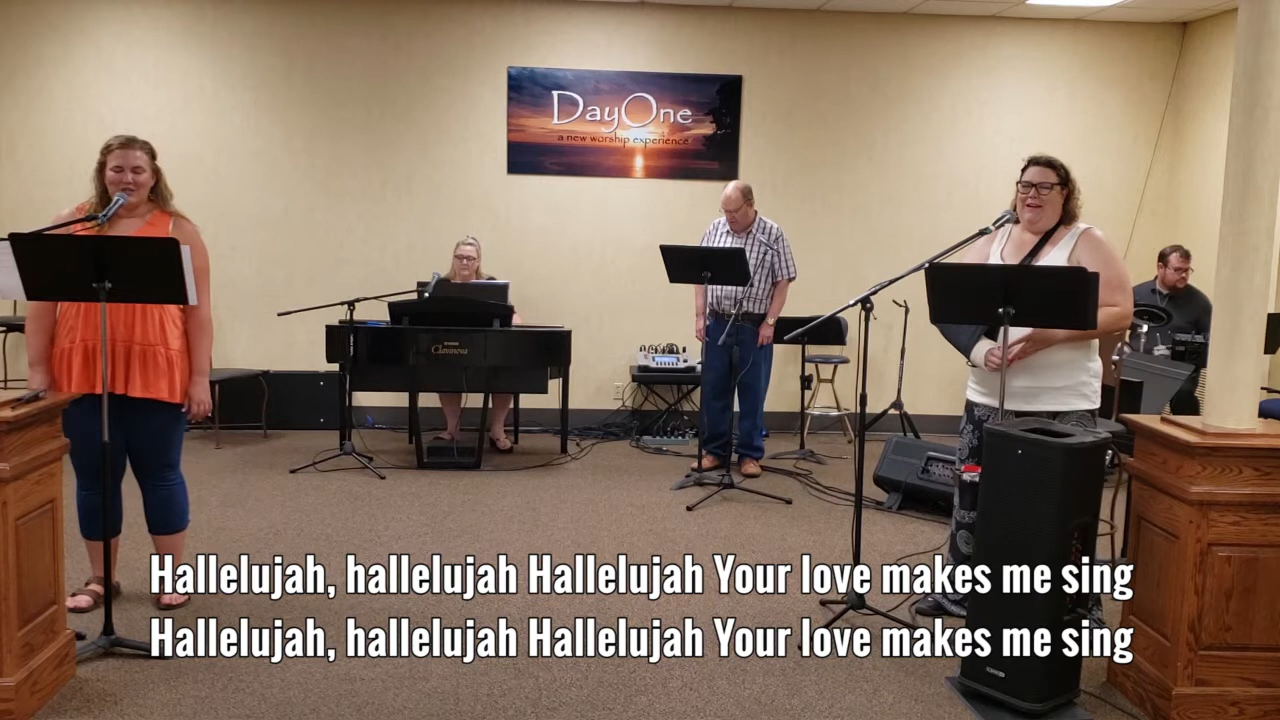 DayOne
a new worship experience
YAMAHA
Clavinova
Hallelujah, hallelujah Hallelujah Your love makes me sing
Hallelujah, hallelujah Hallelujah Your love makes me sing